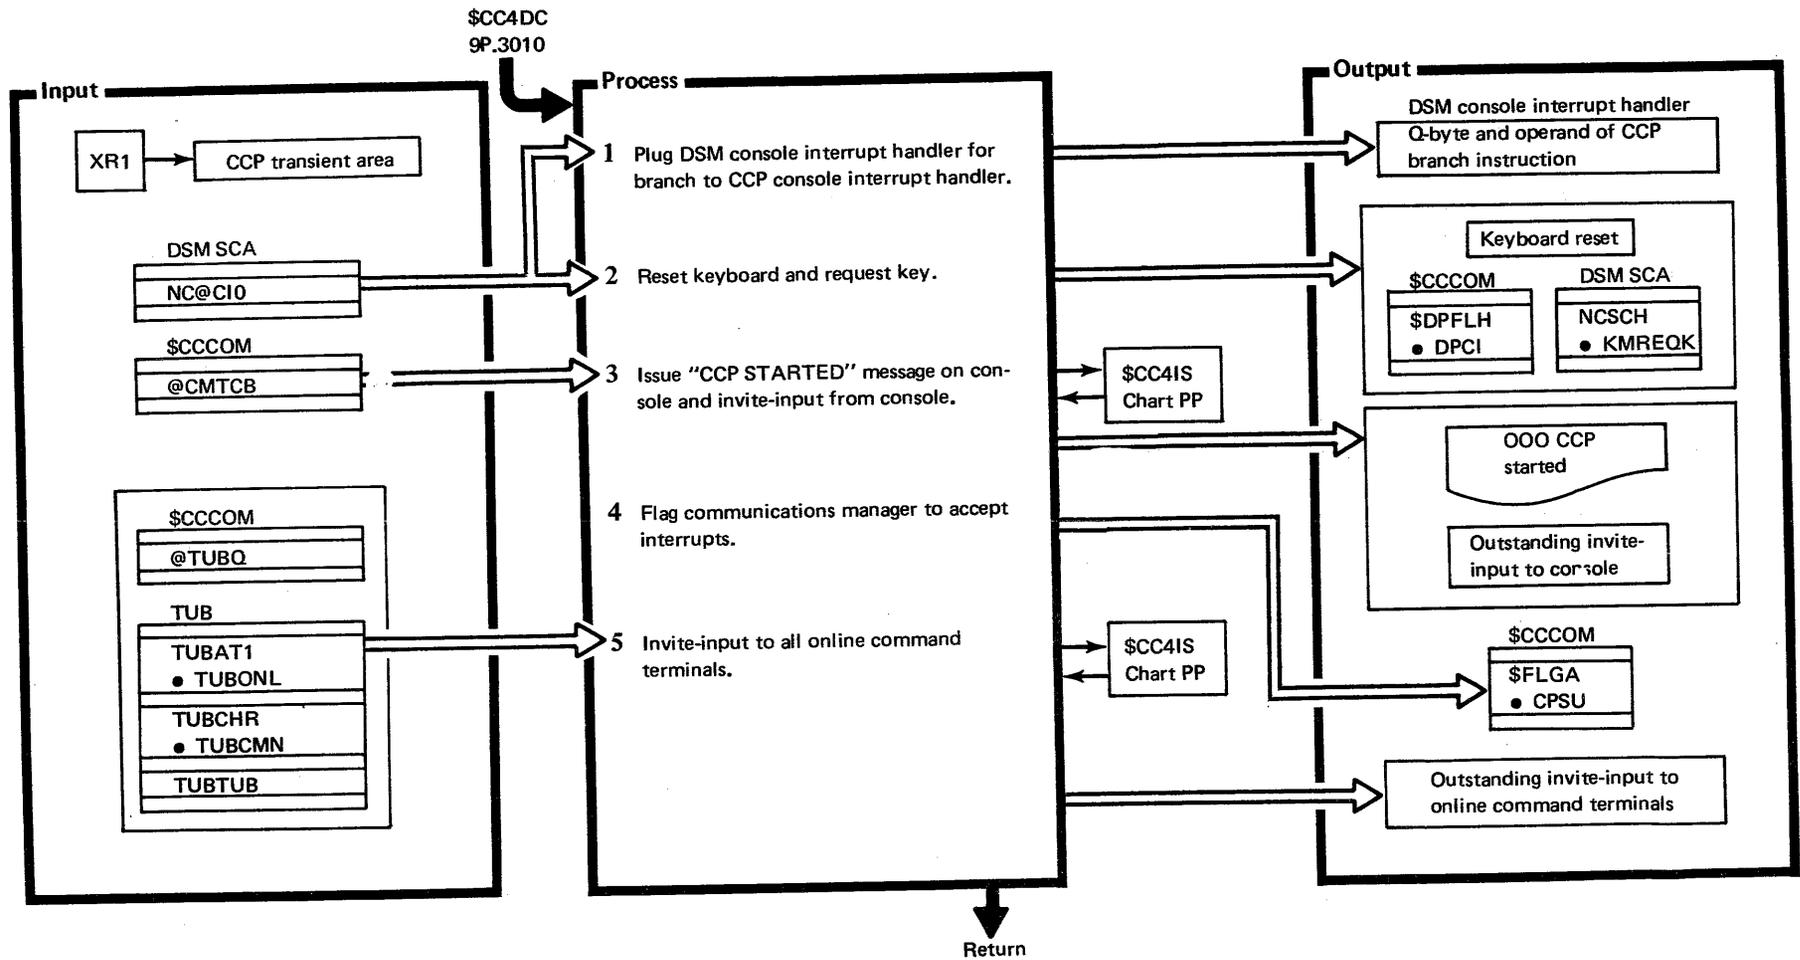 $CC4DC
9P.3010
Input
XR1
CCP transient area
DSM SCA
NC@CI0
$CCCOM
@CMTCB
$CCCOM
@TUBQ
TUB
TUBAT1
● TUBONL
TUBCHR
● TUBCMN
TUBTUB
Process
1 Plug DSM console interrupt handler for
branch to CCP console interrupt handler.
2 Reset keyboard and request key.
3 Issue “CCP STARTED” message on con-
sole and invite-input from console.
4 Flag communications manager to accept
interrupts.
5 Invite-input to all online command
terminals.
$CC4IS
Chart PP
$CC4IS
Chart PP
Return
Output
DSM console interrupt handler
Q-byte and operand of CCP
branch instruction
Keyboard reset
$CCCOM
$DPFLH
● DPCI
DSM SCA
NCSCH
● KMREQK
OOO CCP
started
Outstanding invite-
input to console
$CCCOM
$FLGA
● CPSU
Outstanding invite-input to
online command terminals